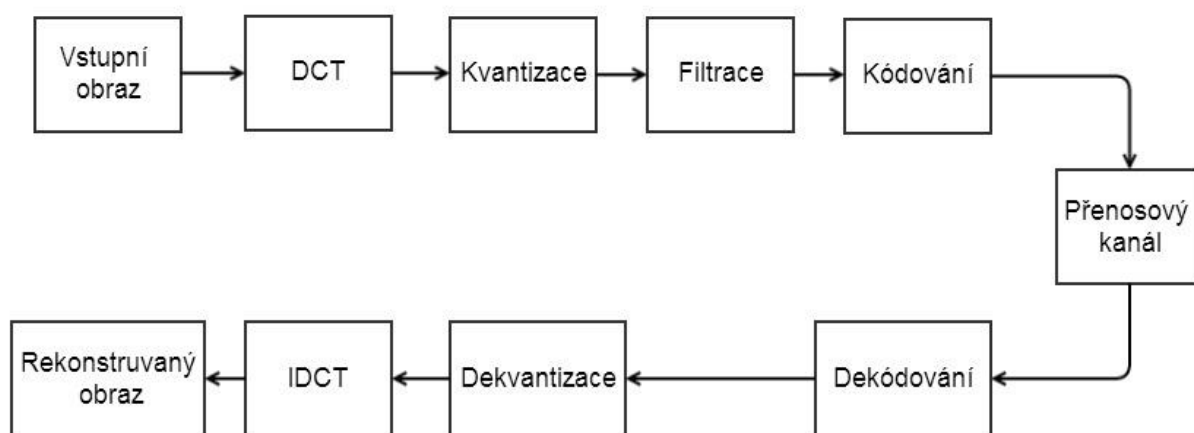 Vstupní
obraz
DCT
Kvantizace
Filtrace
Kódování
Přenosový
kanál
Dekódování
Dekvantizace
IDCT
Rekonstruvaný
obraz